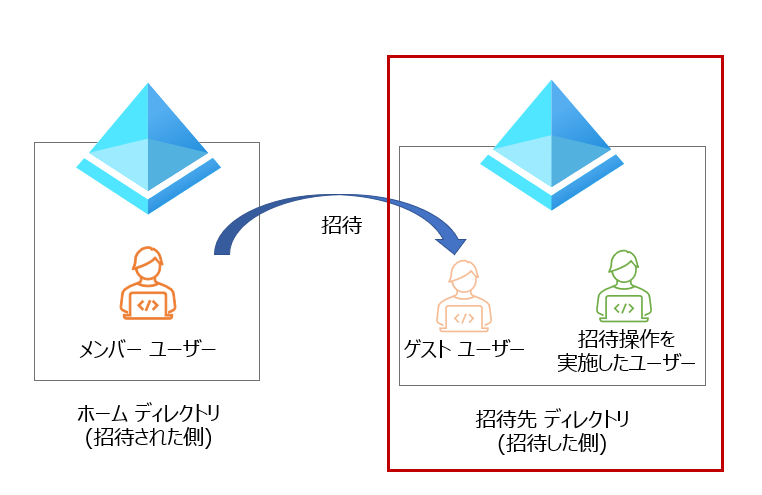 招待
</>
</>
</>
メンバー ユーザー
ゲスト ユーザー
招待操作を
実施したユーザー
ホーム ディレクトリ
(招待された側)
招待先 ディレクトリ
(招待した側)